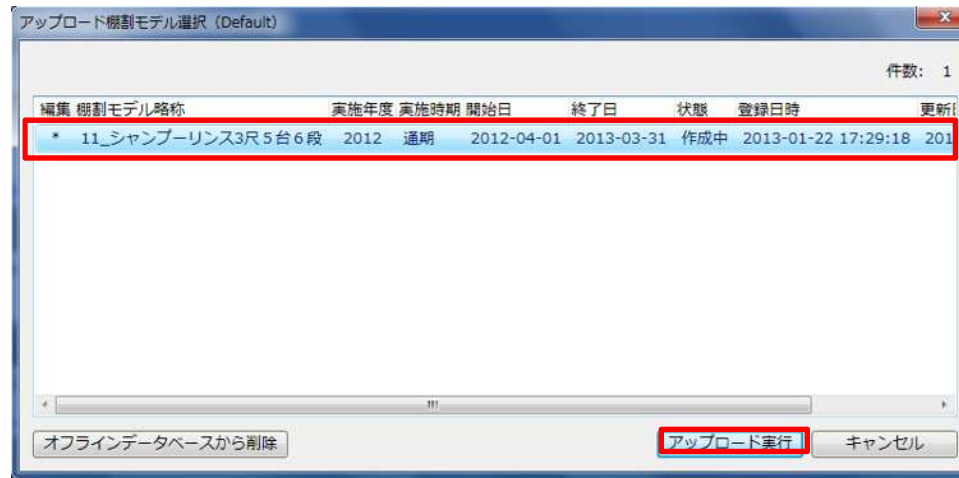 アップロード棚割モデル選択（Default）
件数: 1
編集 棚割モデル略称 実施年度 実施時期 開始日 終了日 状態 登録日時 更新
* 11_シャンプーリンス3尺５台６段 2012 通期 2012-04-01 2013-03-31 作成中 2013-01-22 17:29:18 201
オフラインデータベースから削除 アップロード実行 キャンセル